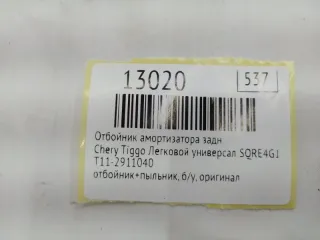 13020
537
Отбойник амортизатора задн
Chery Tiggo Легковой универсал SQRE4G1
T11-2911040
отбойник+пыльник, б/у, оригинал